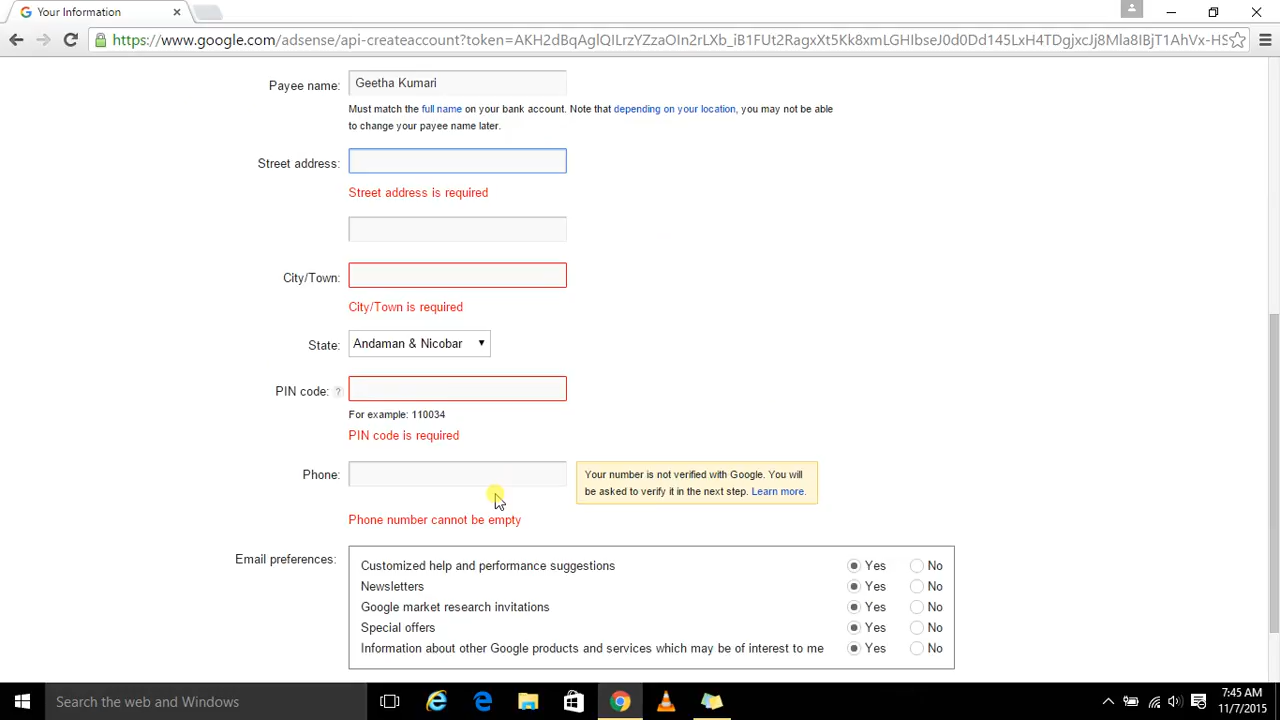 Your Information
https://www.google.com/adsense/api-createaccount?token=
Payee name: Geetha Kumari
Must match the full name on your bank account. Note that depending on your location, you may not be able
to change your payee name later.
Street address:
Street address is required
City/Town:
City/Town is required
State: Andaman & Nicobar
PIN code: ?
For example: 110034
PIN code is required
Phone:
Your number is not verified with Google. You will
be asked to verify it in the next step. Learn more.
Phone number cannot be empty
Email preferences:
Customized help and performance suggestions Yes No
Newsletters Yes No
Google market research invitations Yes No
Special offers Yes No
Information about other Google products and services which may be of interest to me Yes No
Search the web and Windows
7:45 AM
11/7/2015